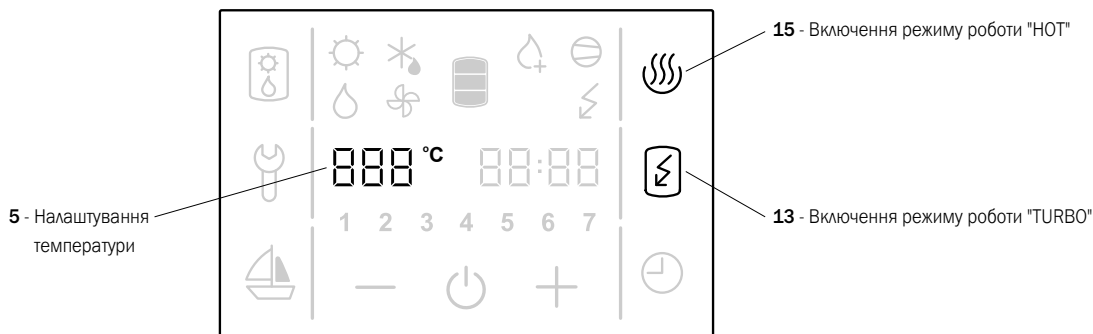 15 - Включення режиму роботи "HOT"
888 °C 88:88
5 - Налаштування
температури
1 2 3 4 5 6 7
13 - Включення режиму роботи "TURBO"